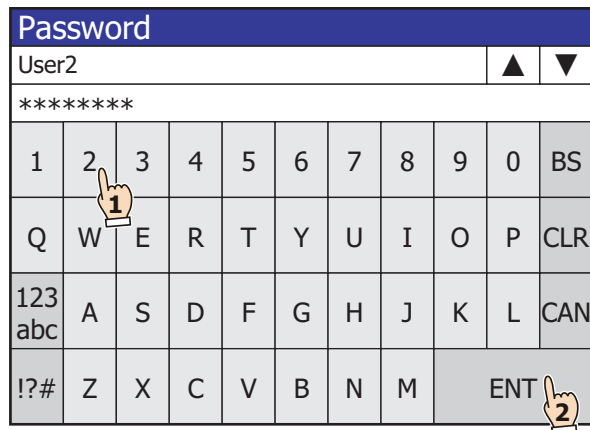 Password
User2 ▲ ▼
********
1 2 3 4 5 6 7 8 9 0 BS
1
Q W E R T Y U I O P CLR
123 abc A S D F G H J K L CAN
!?# Z X C V B N M ENT
2